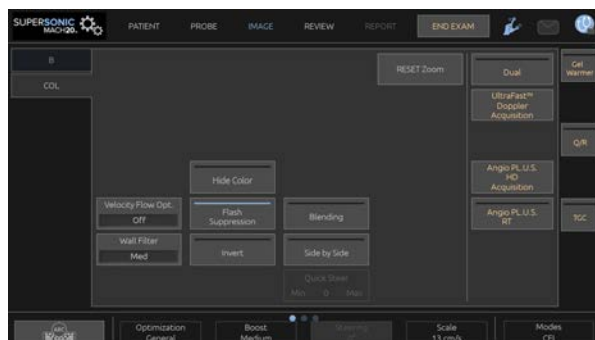 SUPERSONIC
MACH20.
PATIENT
PROBE
IMAGE
REVIEW
REPORT
END EXAM
B
COL
RESET Zoom
Dual
Gel
Warmer
UltraFast™
Doppler
Acquisition
Q/R
Hide Color
Angio PL.U.S.
HD
Acquisition
Velocity Flow Opt.
Off
Flash
Suppression
Blending
Angio PL.U.S.
RT
TGC
Wall Filter
Med
Invert
Side by Side
Quick Steer
Min 0 Max
Optimization
General
Boost
Medium
Scale
13 cm/s
Modes
CFI